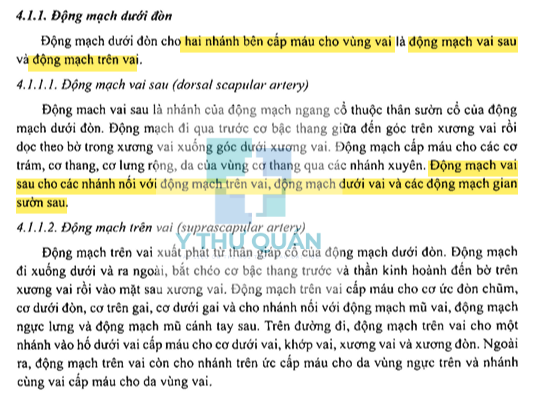 4.1.1. Động mạch dưới đòn
Động mạch dưới đòn cho hai nhánh bên cấp máu cho vùng vai là động mạch vai sau
và động mạch trên vai.
4.1.1.1. Động mạch vai sau (dorsal scapular artery)
Động mach vai sau là nhánh của động mạch ngang cổ thuộc thân sườn cổ của động
mạch dưới đòn. Động mạch đi qua trước cơ bậc thang giữa đến góc trên xương vai rồi
dọc theo bờ trong xương vai xuống góc dưới xương vai. Động mạch cấp máu cho các cơ
trám, cơ thang, cơ lưng rộng, da của vùng cơ thang qua các nhánh xuyên. Động mạch vai
sau cho các nhánh nối với động mạch trên vai, động mạch dưới vai và các động mạch gian
sườn sau.
4.1.1.2. Động mạch trên vai (suprascapular artery)
Y THƯ QUÁN
Động mạch trên vai xuất phát từ thân giáp cổ của động mạch dưới đòn. Động mạch
đi xuống dưới và ra ngoài, bắt chéo cơ bậc thang trước và thần kinh hoành đến bờ trên
xương vai rồi vào mặt sau xương vai. Động mạch trên vai cấp máu cho cơ ức đòn chũm,
cơ dưới đòn, cơ trên gai, cơ dưới gai và cho nhánh nối với động mạch mũ vai, động mạch
ngực lưng và động mạch mũ cánh tay sau. Trên đường đi, động mạch trên vai cho một
nhánh vào hố dưới vai cấp máu cho cơ dưới vai, khớp vai, xương vai và xương đòn. Ngoài
ra, động mạch trên vai còn cho nhánh trên ức cấp máu cho da vùng ngực trên và nhánh
cùng vai cấp máu cho da vùng vai.